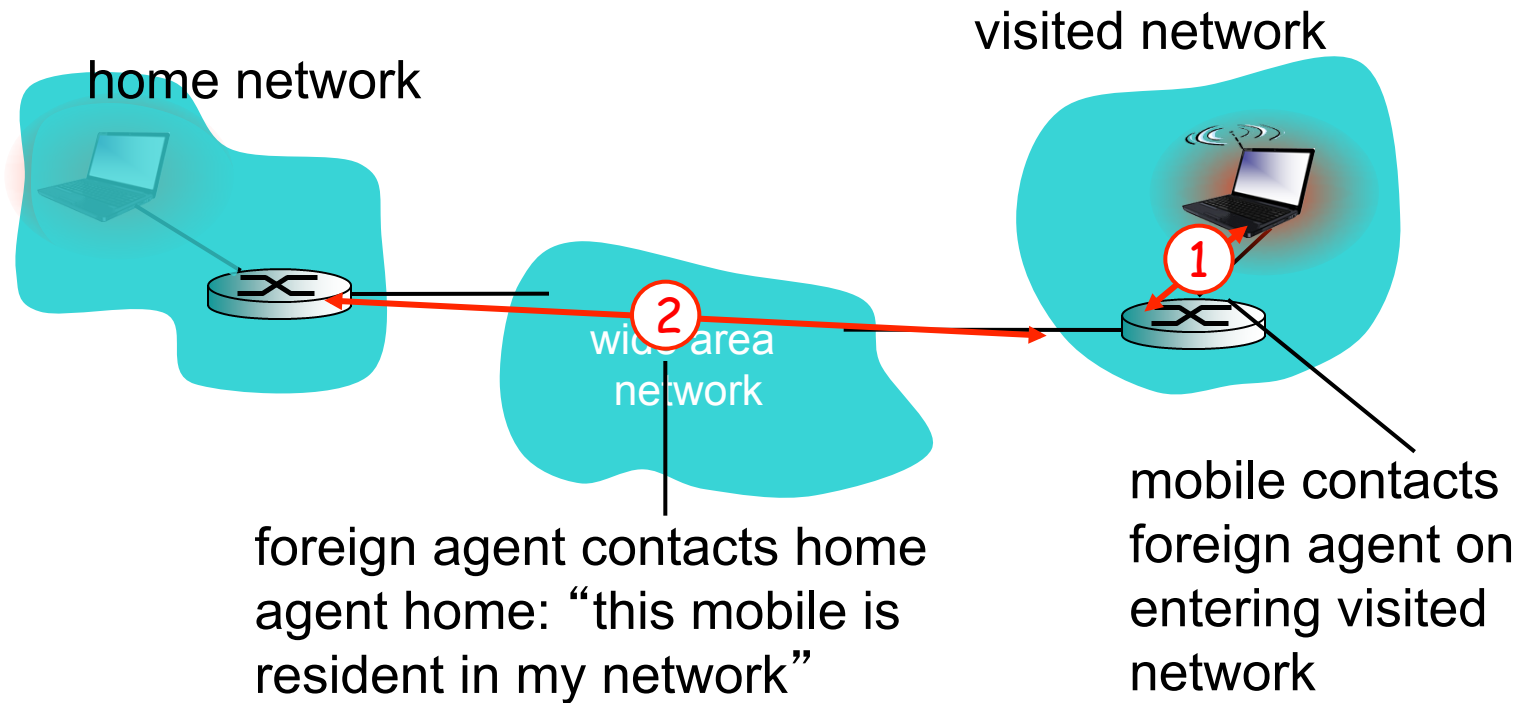 visited network
home network
1
2
wide area
network
foreign agent contacts home
agent home: “this mobile is
resident in my network”
mobile contacts
foreign agent on
entering visited
network